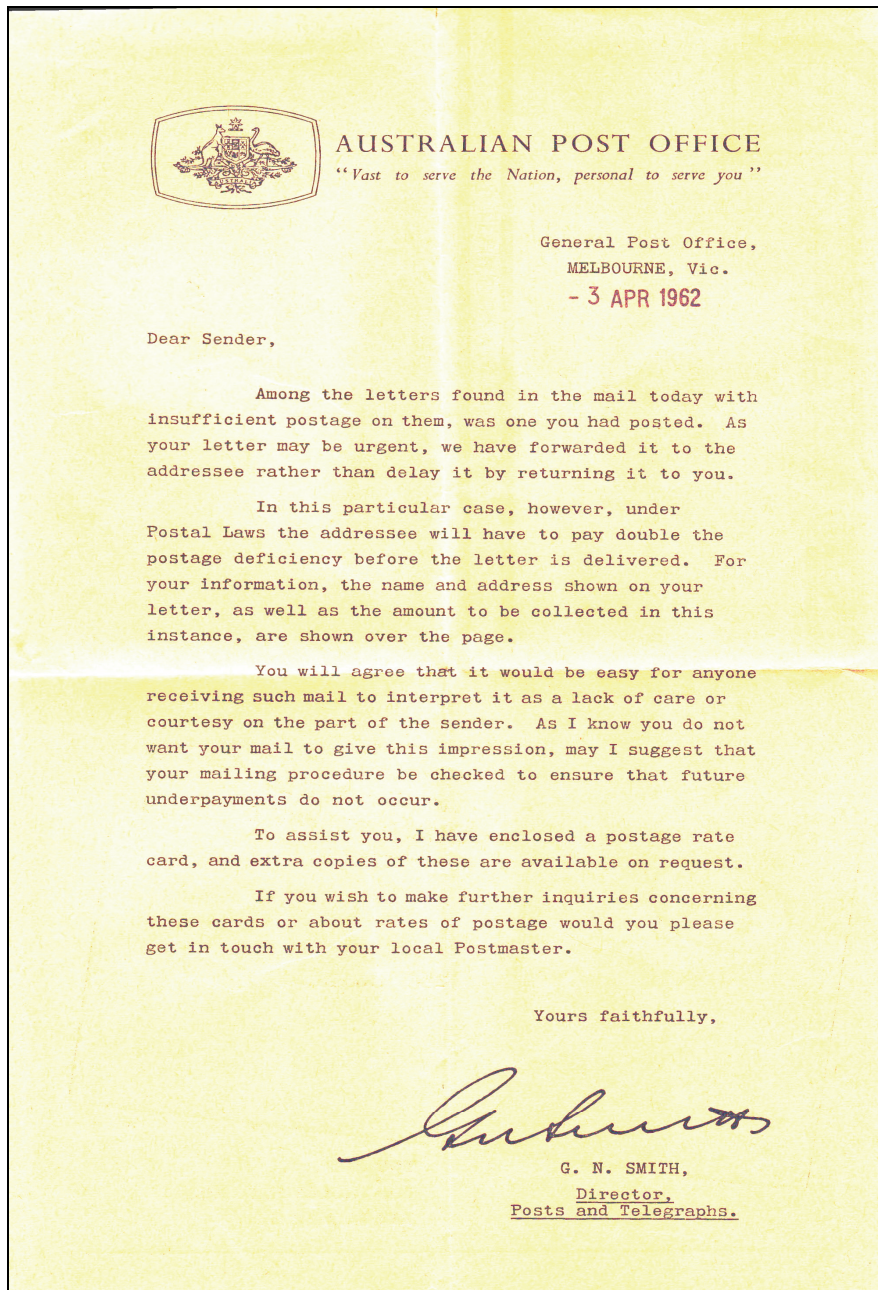 AUSTRALIA
AUSTRALIAN POST OFFICE
“Vast to serve the Nation, personal to serve you”
General Post Office,
MELBOURNE, Vic.
- 3 APR 1962
Dear Sender,
Among the letters found in the mail today with
insufficient postage on them, was one you had posted. As
your letter may be urgent, we have forwarded it to the
addressee rather than delay it by returning it to you.
In this particular case, however, under
Postal Laws the addressee will have to pay double the
postage deficiency before the letter is delivered. For
your information, the name and address shown on your
letter, as well as the amount to be collected in this
instance, are shown over the page.
You will agree that it would be easy for anyone
receiving such mail to interpret it as a lack of care or
courtesy on the part of the sender. As I know you do not
want your mail to give this impression, may I suggest that
your mailing procedure be checked to ensure that future
underpayments do not occur.
To assist you, I have enclosed a postage rate
card, and extra copies of these are available on request.
If you wish to make further inquiries concerning
these cards or about rates of postage would you please
get in touch with your local Postmaster.
Yours faithfully,
G. N. SMITH,
Director,
Posts and Telegraphs.